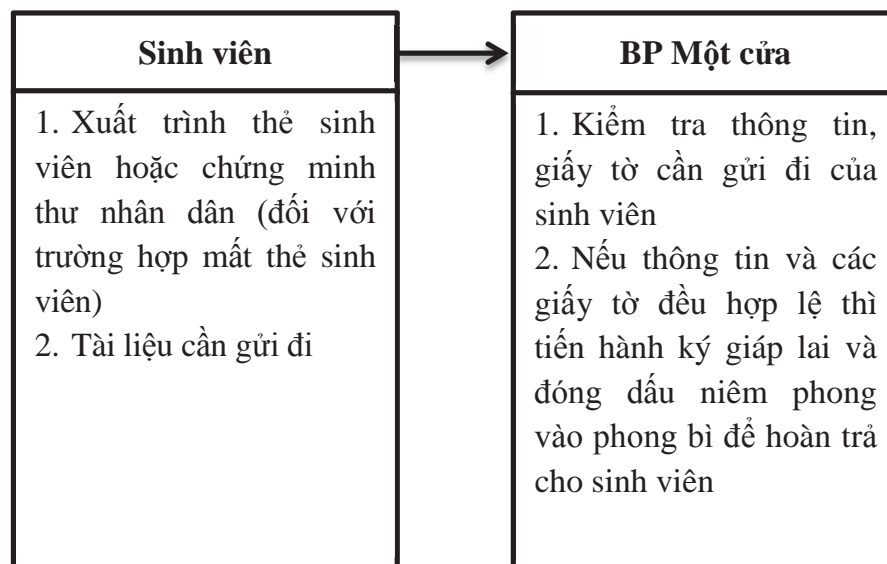 Sinh viên
1. Xuất trình thẻ sinh
viên hoặc chứng minh
thư nhân dân (đối với
trường hợp mất thẻ sinh
viên)
2. Tài liệu cần gửi đi
BP Một cửa
1. Kiểm tra thông tin,
giấy tờ cần gửi đi của
sinh viên
2. Nếu thông tin và các
giấy tờ đều hợp lệ thì
tiến hành ký giáp lai và
đóng dấu niêm phong
vào phong bì để hoàn trả
cho sinh viên